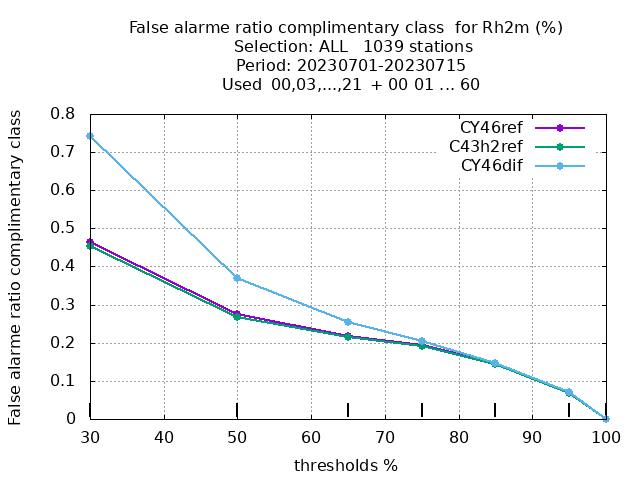 False alarme ratio complimentary class  for Rh2m (%)
Selection: ALL   1039 stations
Period: 20230701-20230715
Used  00,03,...,21  + 00 01 ... 60
False alarme ratio complimentary class
CY46ref
C43h2ref
CY46dif
0.8
0.7
0.6
0.5
0.4
0.3
0.2
0.1
0
30 40 50 60 70 80 90 100
thresholds %